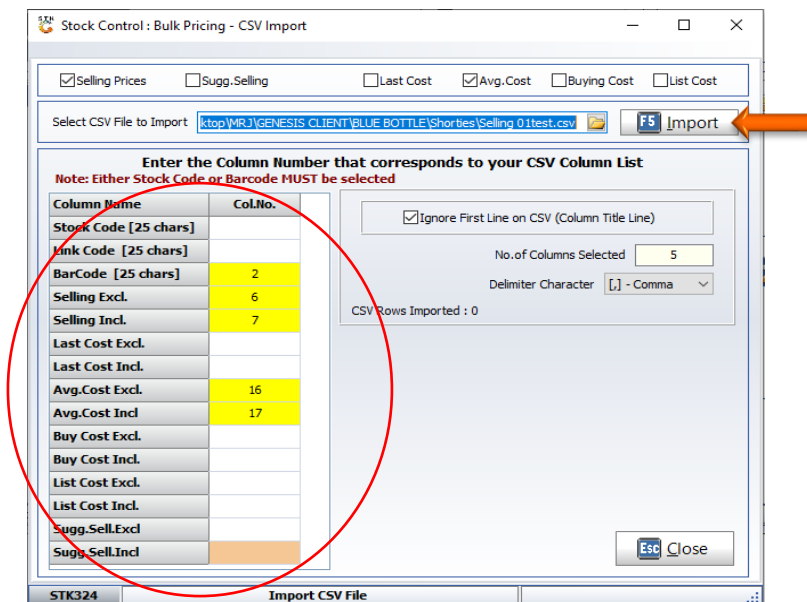 Stock Control : Bulk Pricing - CSV Import
Selling Prices Sugg.Selling Last Cost Avg.Cost Buying Cost List Cost
Select CSV File to Import ktop\MRJ\GENESIS CLIENT\BLUE BOTTLE\Shorties\Selling 01test.csv F5 Import
Enter the Column Number that corresponds to your CSV Column List
Note: Either Stock Code or Barcode MUST be selected
Column Name Col.No.
Stock Code [25 chars]
Link Code [25 chars]
BarCode [25 chars] 2
Selling Excl. 6
Selling Incl. 7
Last Cost Excl.
Last Cost Incl.
Avg.Cost Excl. 16
Avg.Cost Incl 17
Buy Cost Excl.
Buy Cost Incl.
List Cost Excl.
List Cost Incl.
Sugg.Sell.Excl
Sugg.Sell.Incl
Ignore First Line on CSV (Column Title Line)
No.of Columns Selected 5
Delimiter Character [,] - Comma
CSV Rows Imported : 0
Esc Close
STK324 Import CSV File